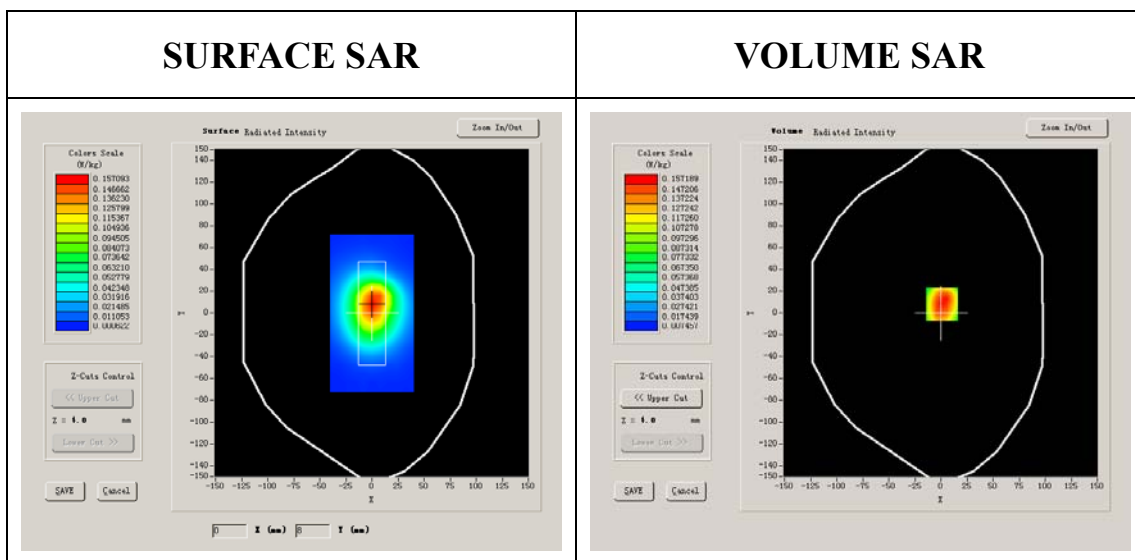 SURFACE SAR
VOLUME SAR
Surface Radiated Intensity
Zoom In/Out
Colors Scale
(W/kg)
0.157093
0.146662
0.136230
0.125799
0.115367
0.104936
0.094505
0.084073
0.073642
0.063210
0.052779
0.042348
0.031916
0.021485
0.011053
0.000622
150
120
100
80
60
40
20
0
-20
-40
-60
-80
-100
-120
-140
-150
Y
-150 -125 -100 -75 -50 -25 0 25 50 75 100 125 150
X
Z-Cuts Control
<< Upper Cut
Z = 4.0 mm
Lower Cut >>
SAVE Cancel
0 X (mm) 8 Y (mm)
Volume Radiated Intensity
Zoom In/Out
Colors Scale
(W/kg)
0.157189
0.147206
0.137224
0.127242
0.117260
0.107278
0.097296
0.087314
0.077332
0.067350
0.057368
0.047385
0.037403
0.027421
0.017439
0.007457
150
120
100
80
60
40
20
0
-20
-40
-60
-80
-100
-120
-140
-150
Y
-150 -125 -100 -75 -50 -25 0 25 50 75 100 125 150
X
Z-Cuts Control
<< Upper Cut
Z = 4.0 mm
Lower Cut >>
SAVE Cancel